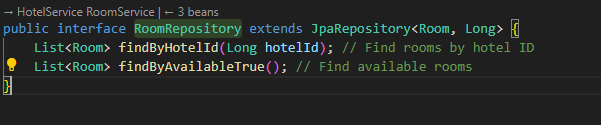 → HotelService RoomService | ← 3 beans
public interface RoomRepository extends JpaRepository<Room, Long> {
List<Room> findByHotelId(Long hotelId); // Find rooms by hotel ID
List<Room> findByAvailableTrue(); // Find available rooms
}